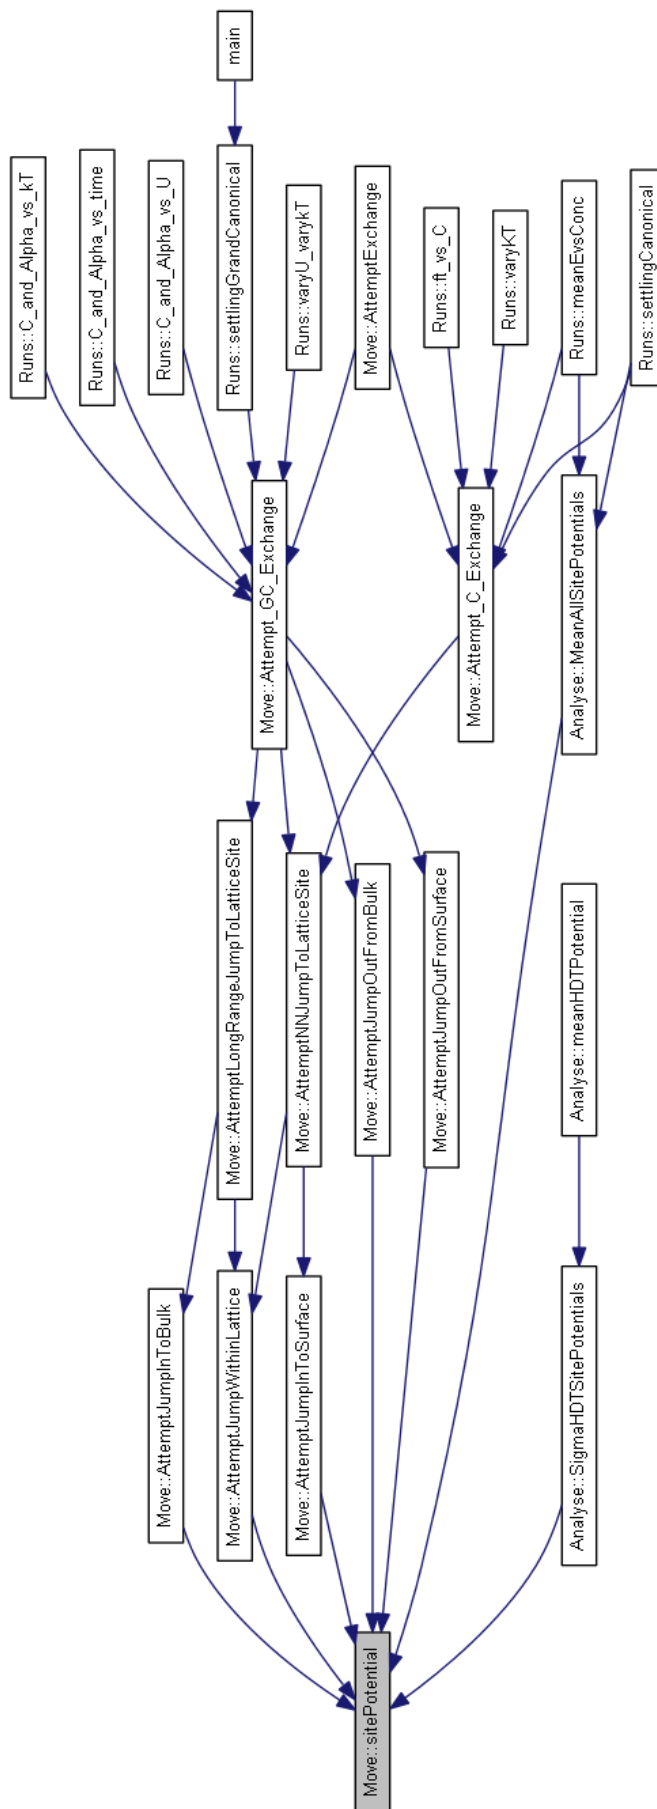 main
Runs::C_and_Alpha_vs_kT
Runs::C_and_Alpha_vs_time
Runs::C_and_Alpha_vs_U
Runs::settlingGrandCanonical
Runs::varyU_varykT
Move::AttemptExchange
Runs::ft_vs_C
Runs::varyKT
Runs::meanEvsConc
Runs::settlingCanonical
Move::Attempt_GC_Exchange
Move::Attempt_C_Exchange
Analyse::MeanAllSitePotentials
Move::AttemptLongRangeJumpToLatticeSite
Move::AttemptNNJumpToLatticeSite
Move::AttemptJumpOutFromBulk
Move::AttemptJumpOutFromSurface
Analyse::meanHDTPotential
Move::AttemptJumpInToBulk
Move::AttemptJumpWithinLattice
Move::AttemptJumpInToSurface
Analyse::SigmaHDTSitePotentials
Move::sitePotential